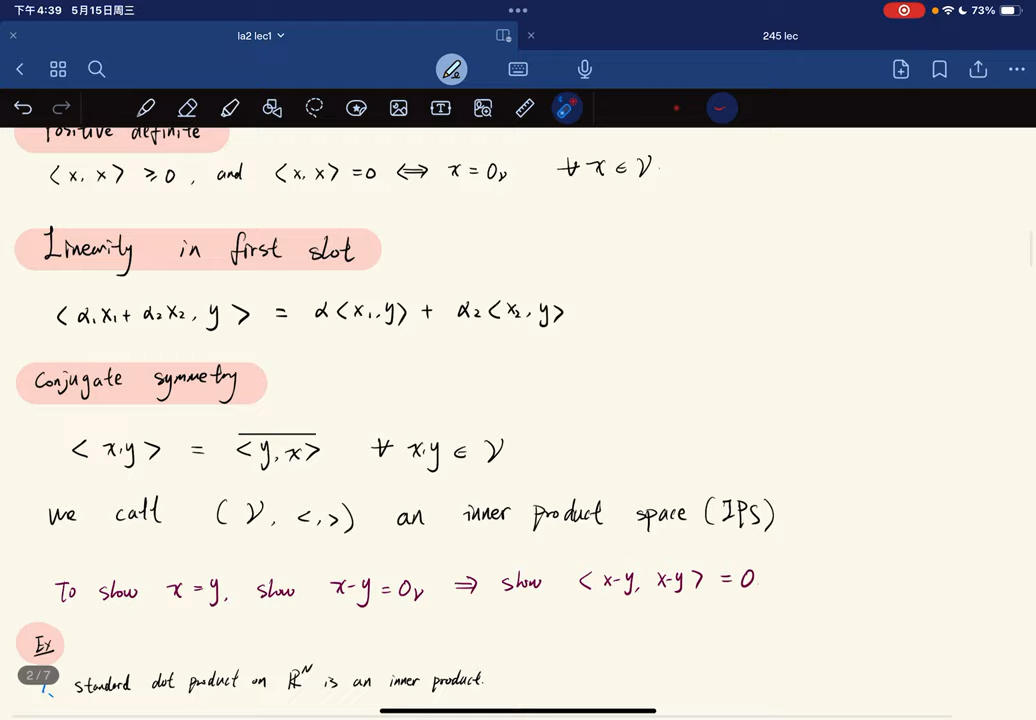 下午4:39 5月15日周三
73%
la2 lec1
245 lec
Positive definite
<x, x> ≥ 0, and <x, x> = 0 ⟺ x = 0ᵥ ∀ x ∈ V.
Linearity in first slot
<α₁x₁ + α₂x₂, y> = α<x₁, y> + α₂<x₂, y>
Conjugate symmetry
<x,y> = \overline{<y,x>} ∀ x,y ∈ V
we call (V, <,>) an inner product space (IPS)
To show x = y, show x-y = 0ᵥ ⇒ show <x-y, x-y> = 0.
Ex
2/7
1. standard dot product on ℝᴺ is an inner product.